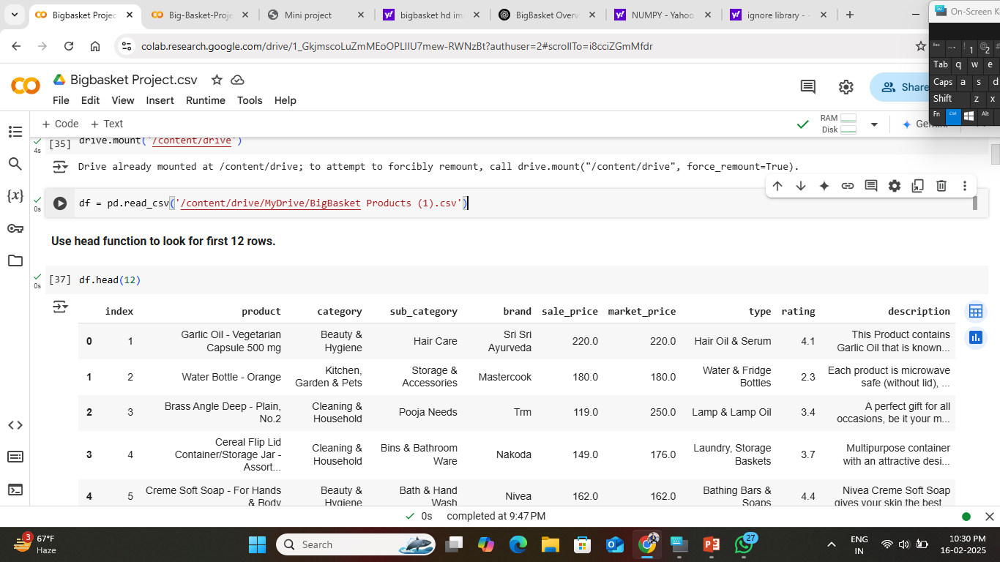 Bigbasket Projec
Big-Basket-Proje
Mini project
bigbasket hd im
BigBasket Overv
NUMPY - Yahoo
ignore library -
On-Screen K
colab.research.google.com/drive/1_GkjmscoLuZmMEoOPLIIU7mew-RWNzBt?authuser=2#scrollTo=i8cciZGmMfdr
Bigbasket Project.csv
File Edit View Insert Runtime Tools Help
Share
esc ~` ! 1 @ 2 #
Tab q w e
Caps a s d
Shift z x
Fn Ctrl Alt
+ Code + Text
RAM
Disk
Gemi
4s
[35] drive.mount('/content/drive')
Drive already mounted at /content/drive; to attempt to forcibly remount, call drive.mount("/content/drive", force_remount=True).
0s
df = pd.read_csv('/content/drive/MyDrive/BigBasket Products (1).csv')
Use head function to look for first 12 rows.
0s
[37] df.head(12)
index product category sub_category brand sale_price market_price type rating description
0 1 Garlic Oil - Vegetarian Capsule 500 mg Beauty & Hygiene Hair Care Sri Sri Ayurveda 220.0 220.0 Hair Oil & Serum 4.1 This Product contains Garlic Oil that is known...
1 2 Water Bottle - Orange Kitchen, Garden & Pets Storage & Accessories Mastercook 180.0 180.0 Water & Fridge Bottles 2.3 Each product is microwave safe (without lid), ...
2 3 Brass Angle Deep - Plain, No.2 Cleaning & Household Pooja Needs Trm 119.0 250.0 Lamp & Lamp Oil 3.4 A perfect gift for all occasions, be it your m...
3 4 Cereal Flip Lid Container/Storage Jar - Assort... Cleaning & Household Bins & Bathroom Ware Nakoda 149.0 176.0 Laundry, Storage Baskets 3.7 Multipurpose container with an attractive desi...
4 5 Creme Soft Soap - For Hands & Body Beauty & Hygiene Bath & Hand Wash Nivea 162.0 162.0 Bathing Bars & Soaps 4.4 Nivea Creme Soft Soap gives your skin the best
0s completed at 9:47 PM
3
67°F
Haze
Search
27
ENG
IN
10:30 PM
16-02-2025